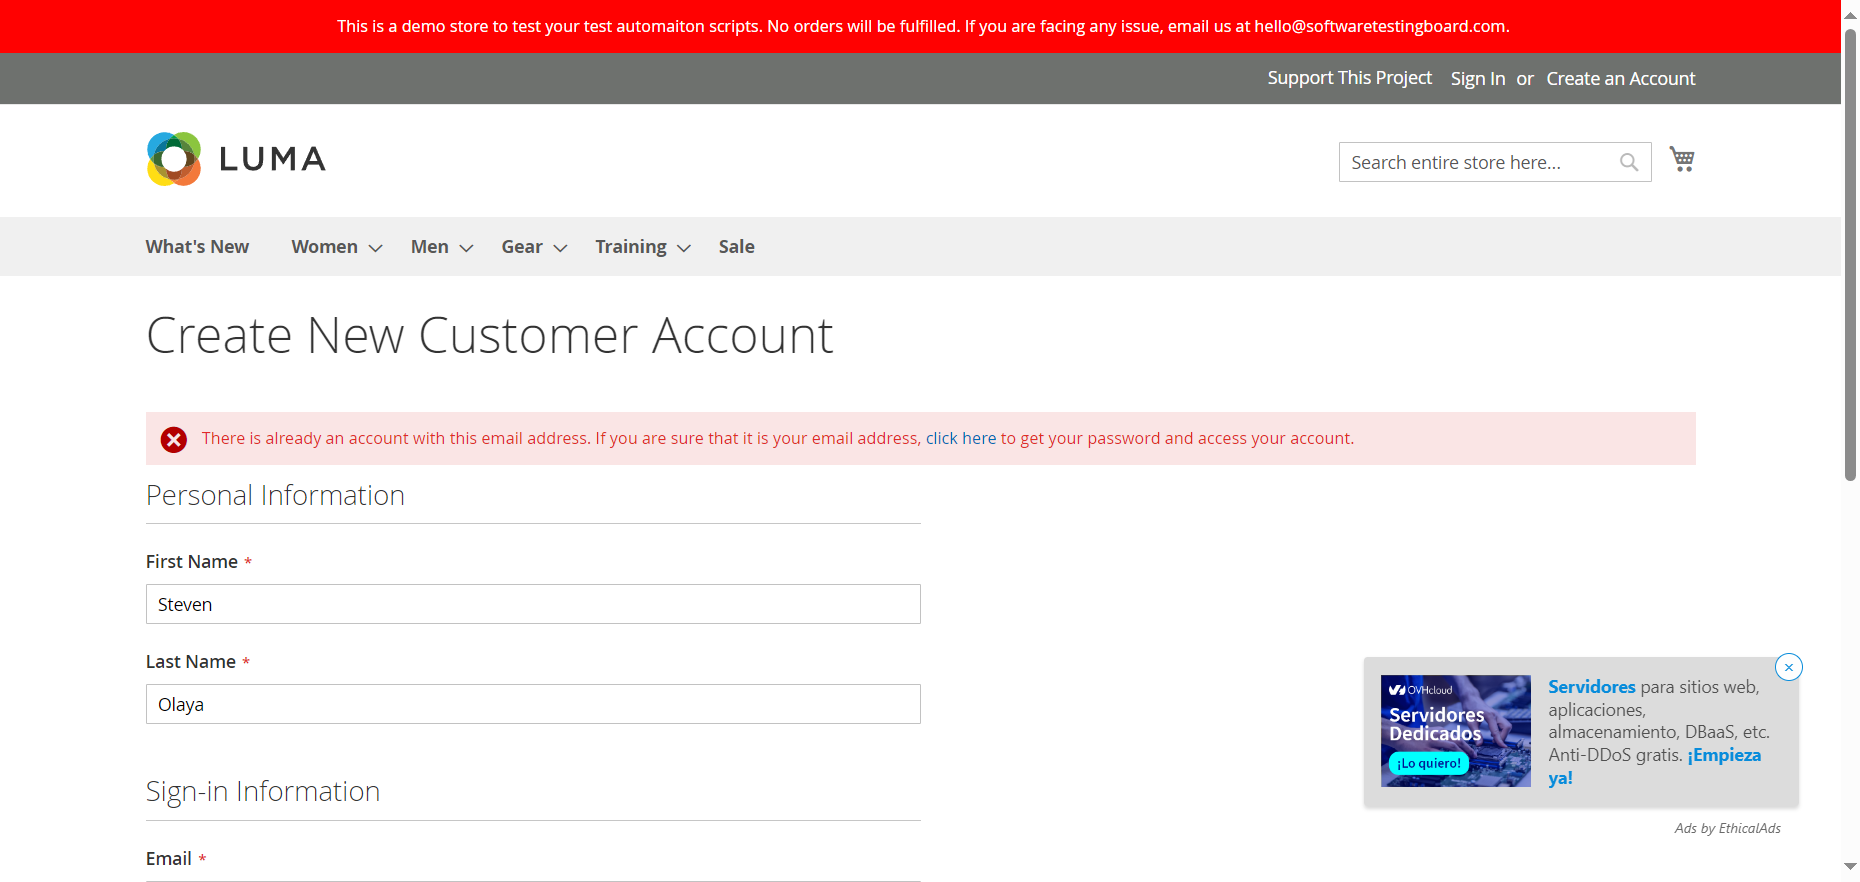 This is a demo store to test your test automaiton scripts. No orders will be fulfilled. If you are facing any issue, email us at hello@softwaretestingboard.com.
Support This Project Sign In or Create an Account
LUMA
Search entire store here...
What's New Women Men Gear Training Sale
Create New Customer Account
There is already an account with this email address. If you are sure that it is your email address, click here to get your password and access your account.
Personal Information
First Name *
Steven
Last Name *
Olaya
Sign-in Information
Email *
OVHcloud
Servidores
Dedicados
¡Lo quiero!
Servidores para sitios web,
aplicaciones,
almacenamiento, DBaaS, etc.
Anti-DDoS gratis. ¡Empieza
ya!
Ads by EthicalAds